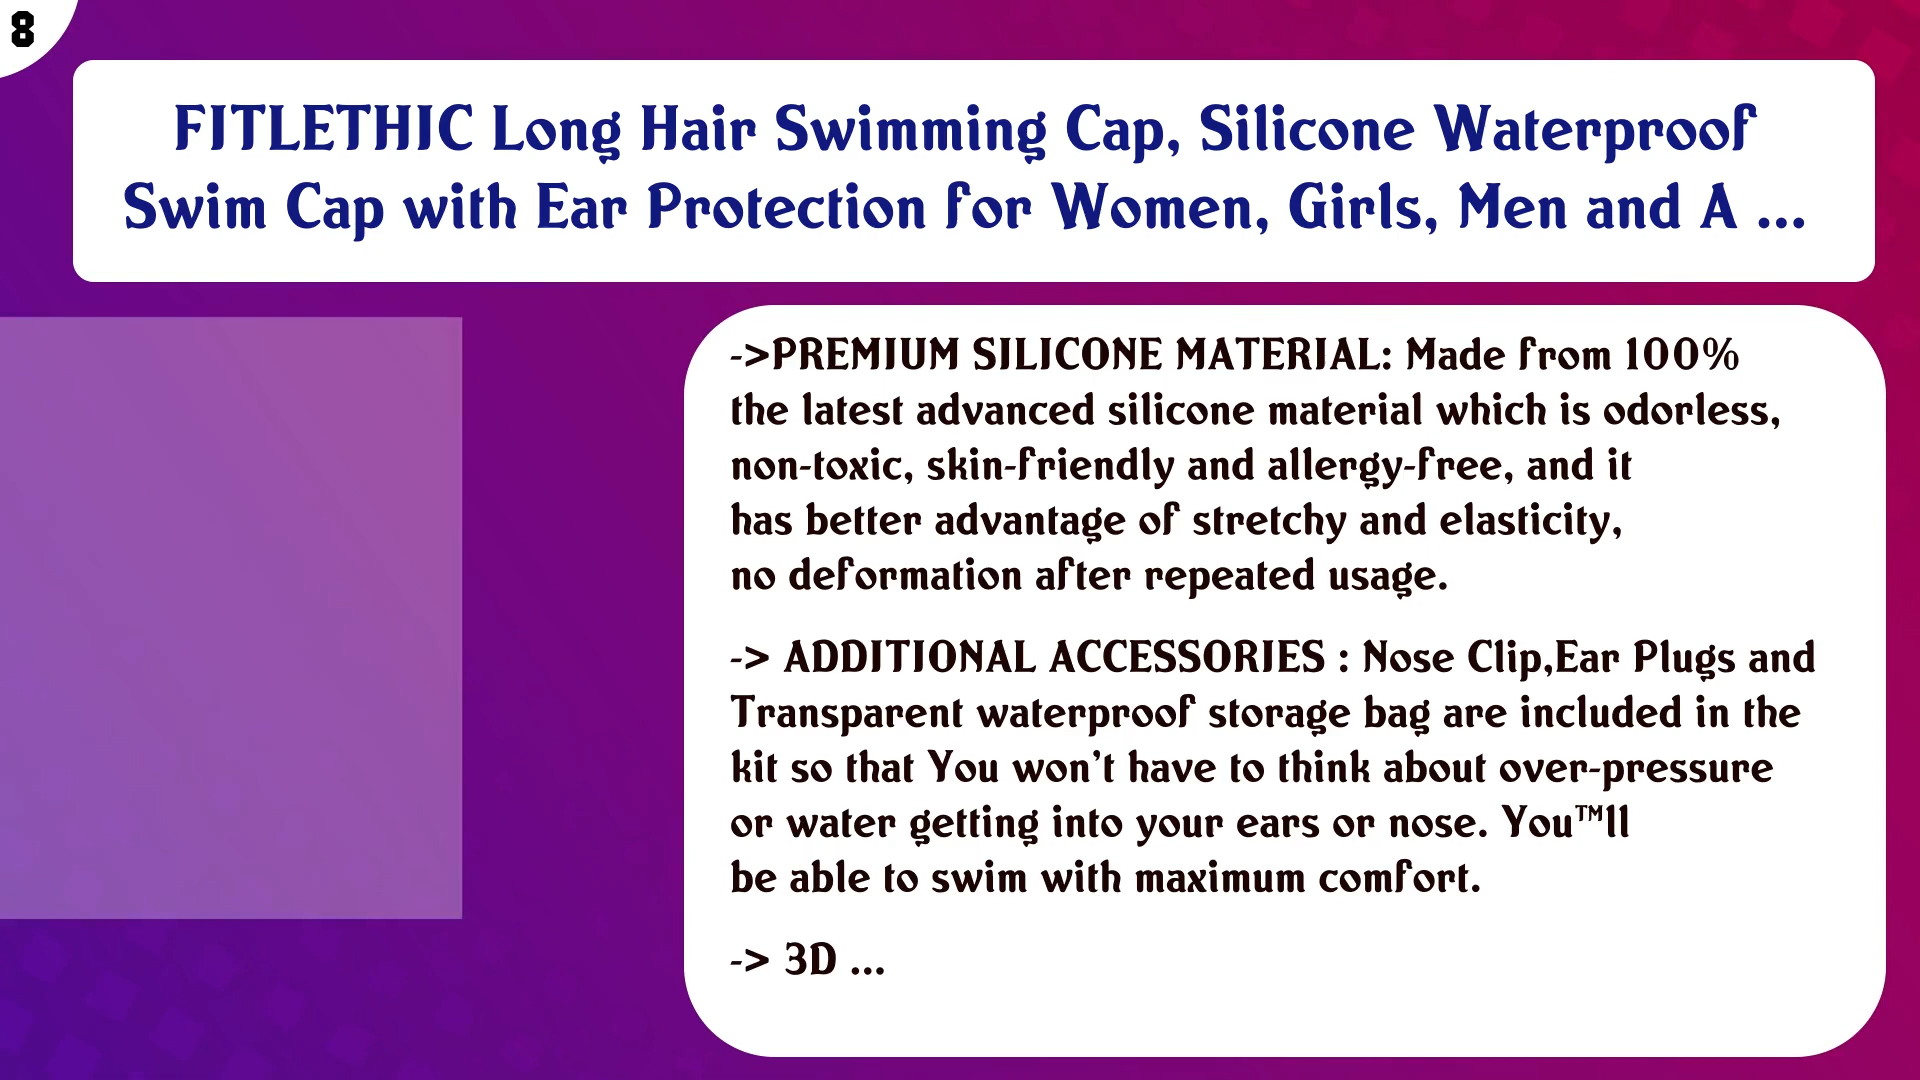 8
FITLETHIC Long Hair Swimming Cap, Silicone Waterproof
Swim Cap with Ear Protection for Women, Girls, Men and A ...
->PREMIUM SILICONE MATERIAL: Made from 100%
the latest advanced silicone material which is odorless,
non-toxic, skin-friendly and allergy-free, and it
has better advantage of stretchy and elasticity,
no deformation after repeated usage.
-> ADDITIONAL ACCESSORIES : Nose Clip,Ear Plugs and
Transparent waterproof storage bag are included in the
kit so that You won't have to think about over-pressure
or water getting into your ears or nose. You™ll
be able to swim with maximum comfort.
-> 3D ...